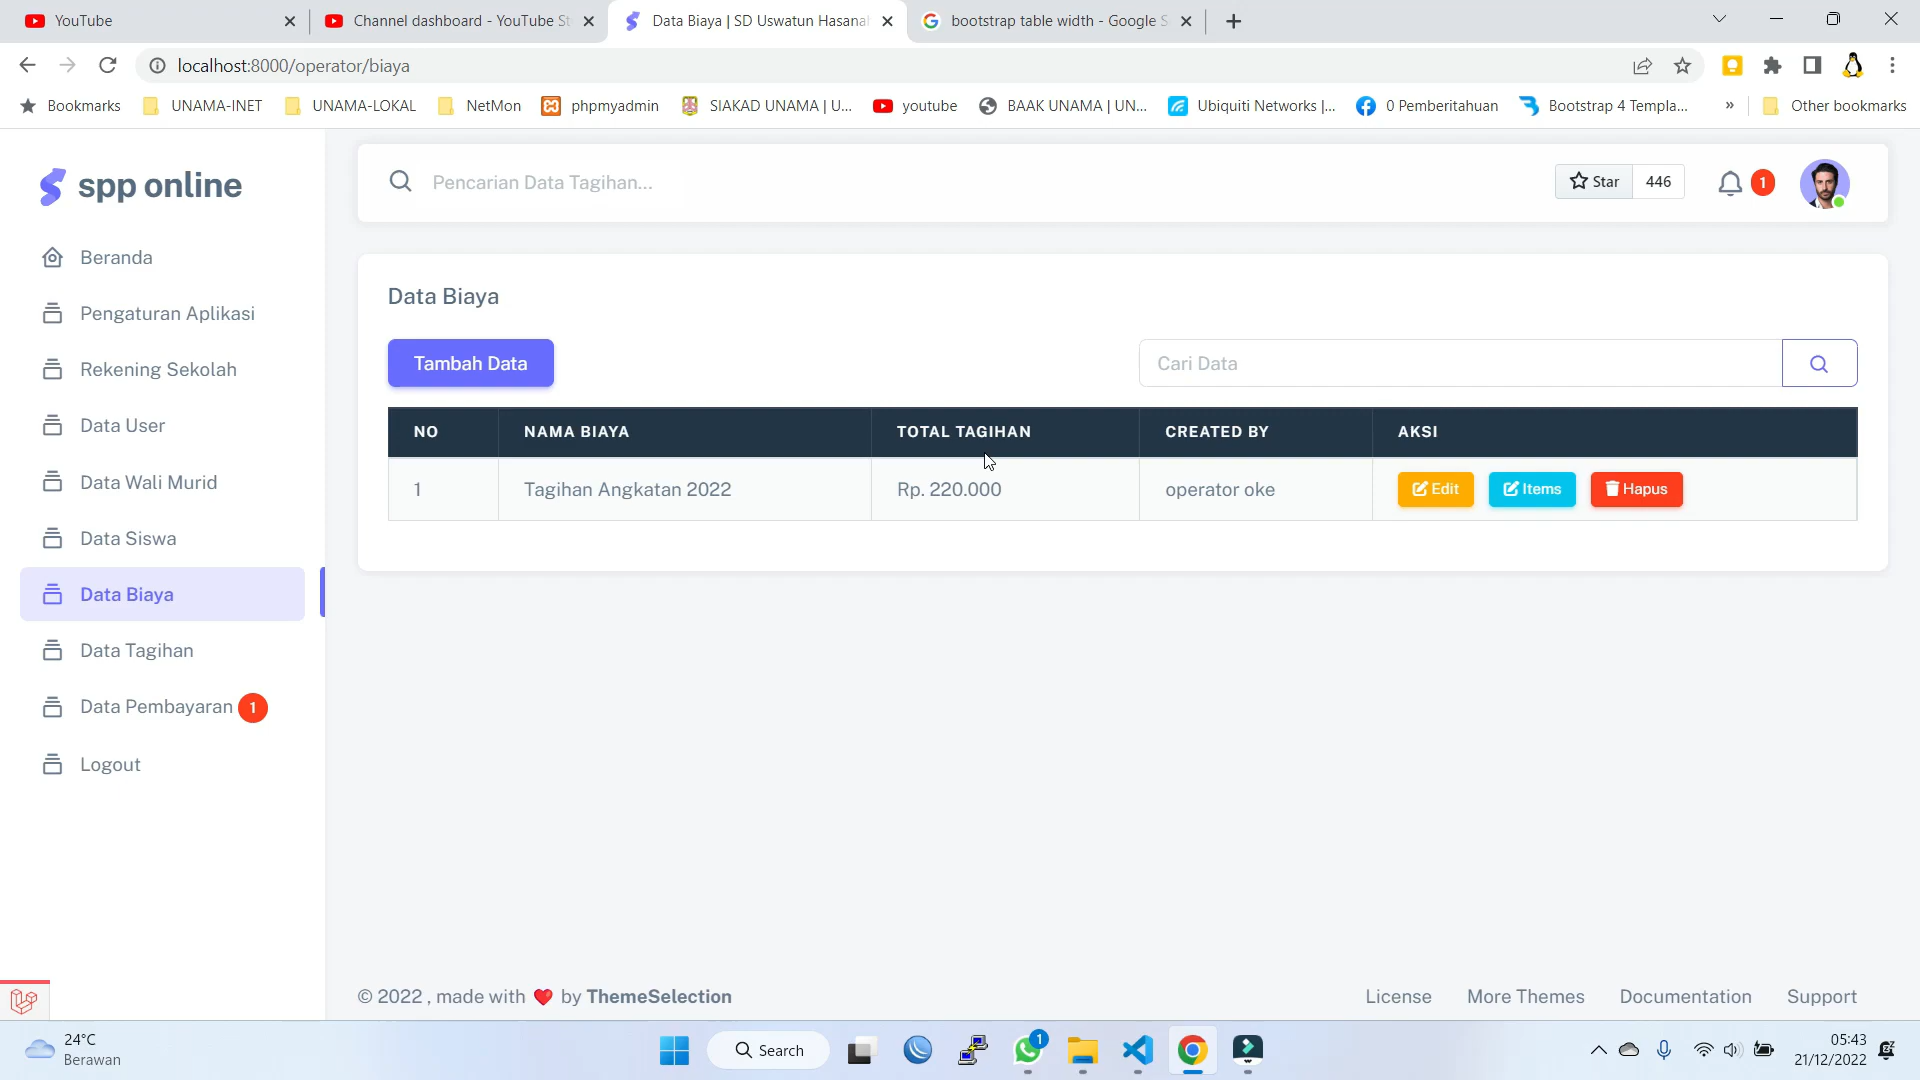 YouTube
Channel dashboard - YouTube St
Data Biaya | SD Uswatun Hasanah
bootstrap table width - Google S
localhost:8000/operator/biaya
Bookmarks
UNAMA-INET
UNAMA-LOKAL
NetMon
phpmyadmin
SIAKAD UNAMA | U...
youtube
BAAK UNAMA | UN...
Ubiquiti Networks |...
0 Pemberitahuan
Bootstrap 4 Templa...
»
Other bookmarks
spp online
Pencarian Data Tagihan...
Star
446
1
Beranda
Pengaturan Aplikasi
Rekening Sekolah
Data User
Data Wali Murid
Data Siswa
Data Biaya
Data Tagihan
Data Pembayaran 1
Logout
Data Biaya
Tambah Data
Cari Data
NO NAMA BIAYA TOTAL TAGIHAN CREATED BY AKSI
1 Tagihan Angkatan 2022 Rp. 220.000 operator oke Edit Items Hapus
© 2022 , made with ❤️ by ThemeSelection
License
More Themes
Documentation
Support
24°C
Berawan
Search
1
05:43
21/12/2022